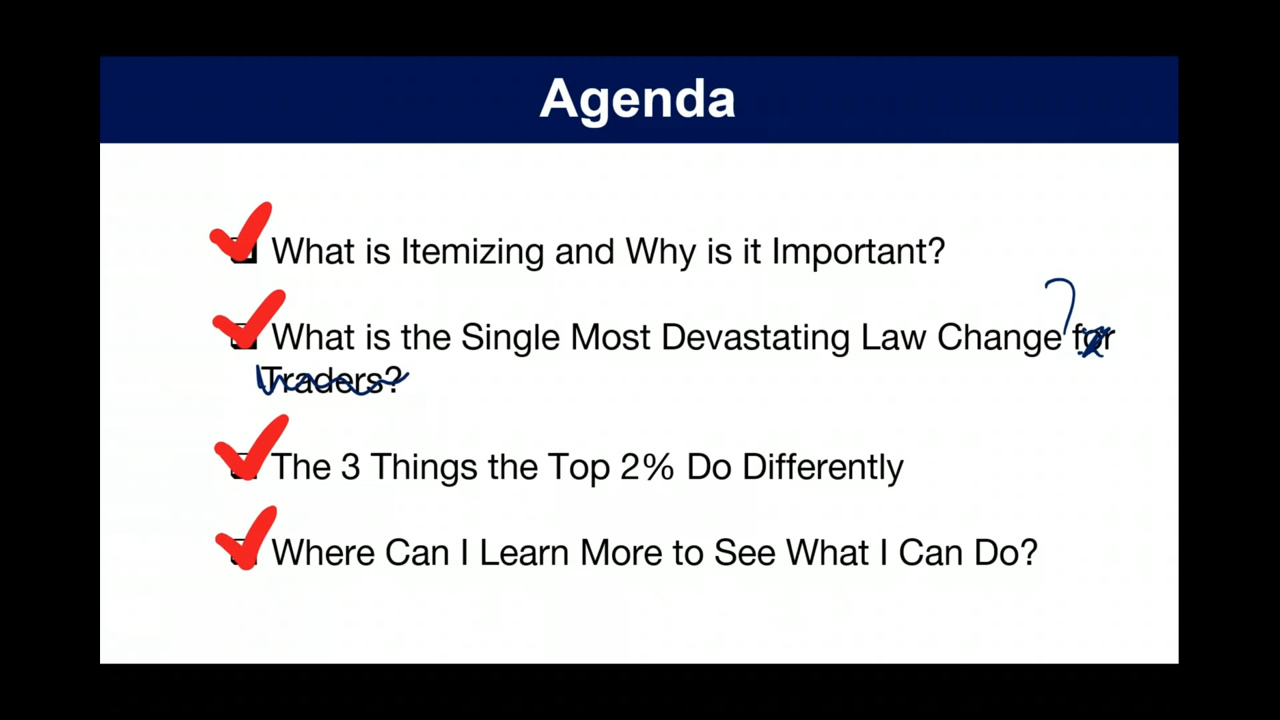 Agenda
What is Itemizing and Why is it Important?
What is the Single Most Devastating Law Change ? for
Traders?
The 3 Things the Top 2% Do Differently
Where Can I Learn More to See What I Can Do?